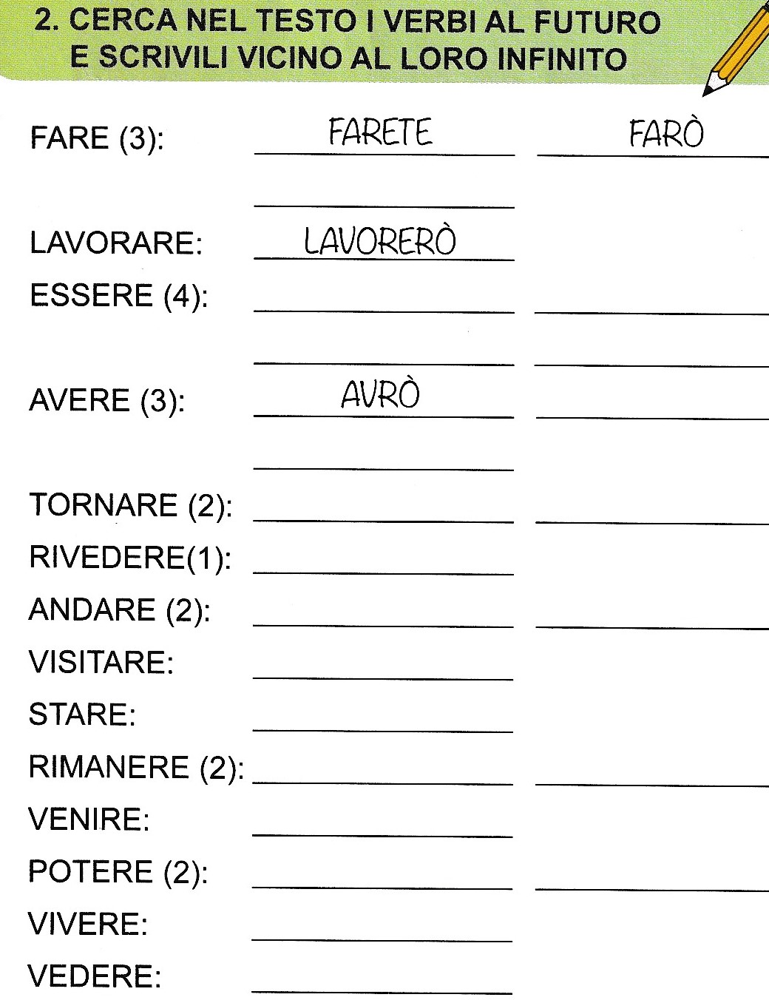 2. CERCA NEL TESTO I VERBI AL FUTURO
E SCRIVILI VICINO AL LORO INFINITO
FARE (3): FARETE FARÒ
LAVORARE: LAVORERÒ
ESSERE (4):
AVERE (3): AVRÒ
TORNARE (2):
RIVEDERE(1):
ANDARE (2):
VISITARE:
STARE:
RIMANERE (2):
VENIRE:
POTERE (2):
VIVERE:
VEDERE: